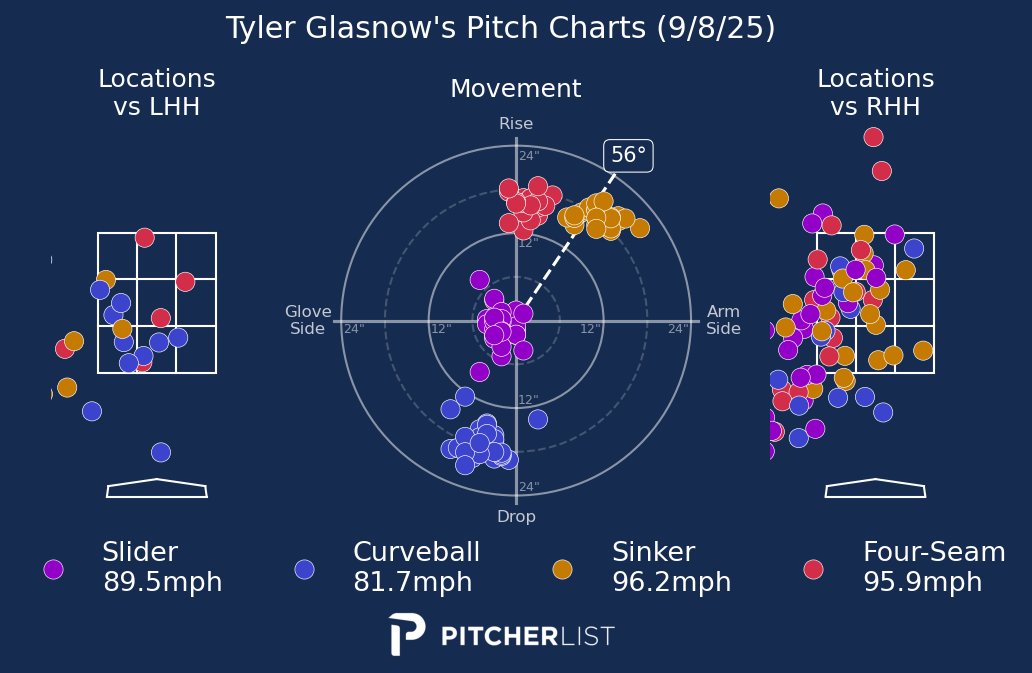 Tyler Glasnow's Pitch Charts (9/8/25)
Locations
vs LHH
Movement
Locations
vs RHH
Rise
24"
56°
12"
Glove
Side
24"
12"
12"
24"
Arm
Side
12"
24"
Drop
Slider
89.5mph
Curveball
81.7mph
Sinker
96.2mph
Four-Seam
95.9mph
PITCHERLIST